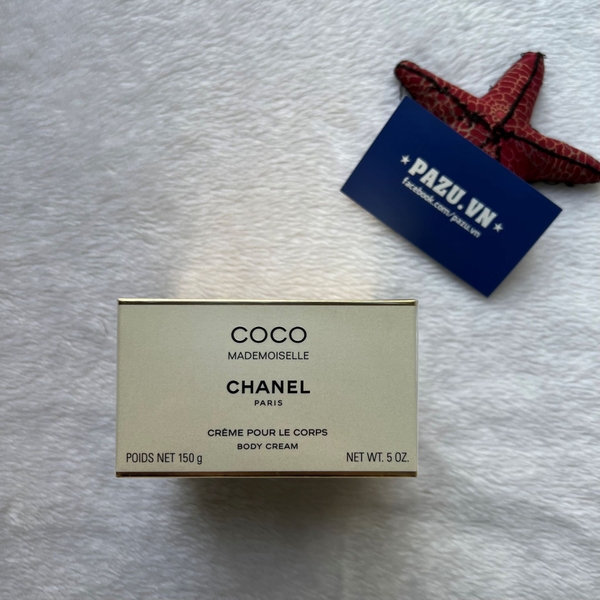 ★ PAZU.VN ★
facebook.com/pazu.vn
COCO
MADEMOISELLE
CHANEL
PARIS
CRÈME POUR LE CORPS
BODY CREAM
POIDS NET 150 g NET WT. 5 OZ.